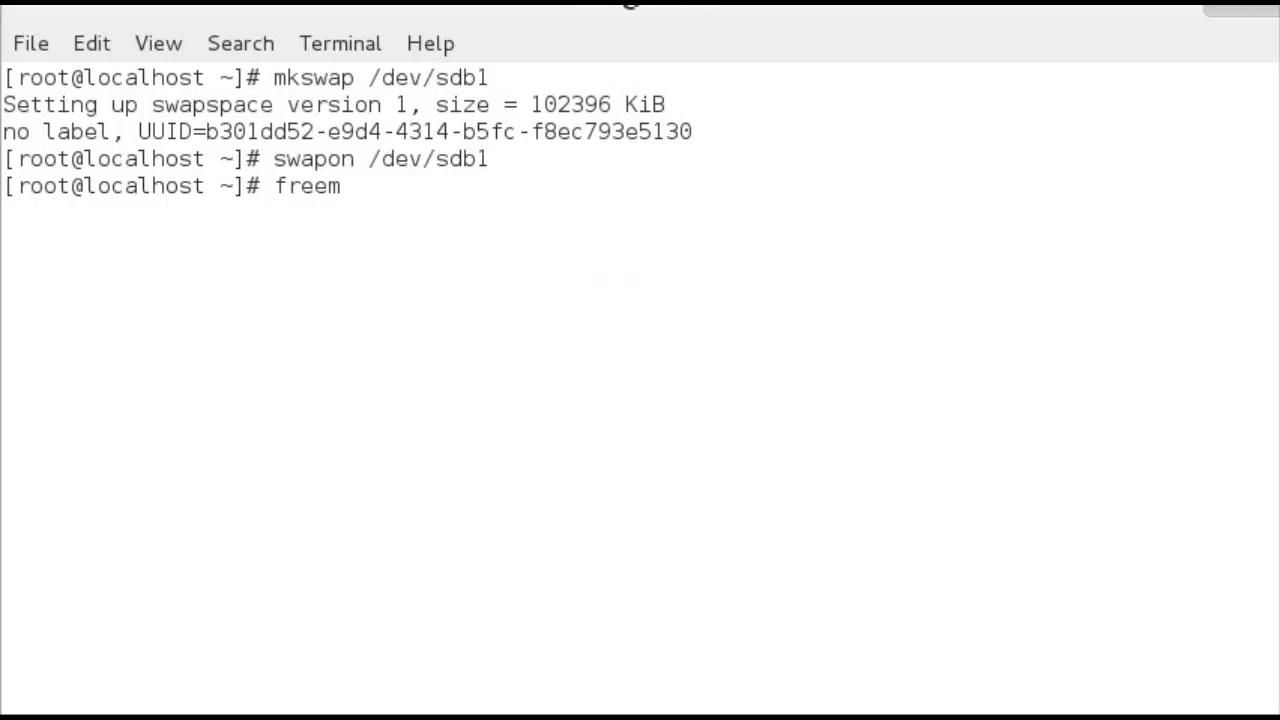 File Edit View Search Terminal Help
[root@localhost ~]# mkswap /dev/sdb1
Setting up swapspace version 1, size = 102396 KiB
no label, UUID=b301dd52-e9d4-4314-b5fc-f8ec793e5130
[root@localhost ~]# swapon /dev/sdb1
[root@localhost ~]# freem